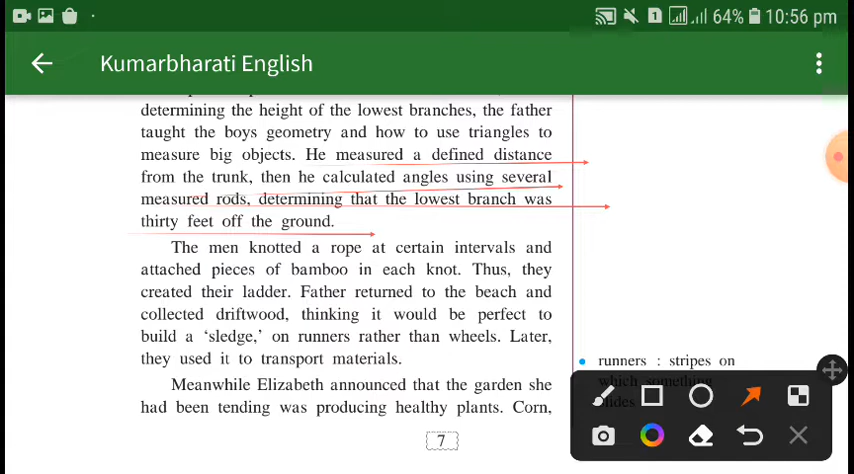 64% 10:56 pm
Kumarbharati English
determining the height of the lowest branches, the father
taught the boys geometry and how to use triangles to
measure big objects. He measured a defined distance
from the trunk, then he calculated angles using several
measured rods, determining that the lowest branch was
thirty feet off the ground.
The men knotted a rope at certain intervals and
attached pieces of bamboo in each knot. Thus, they
created their ladder. Father returned to the beach and
collected driftwood, thinking it would be perfect to
build a ‘sledge,’ on runners rather than wheels. Later,
they used it to transport materials.
runners : stripes on
which something
slides
Meanwhile Elizabeth announced that the garden she
had been tending was producing healthy plants. Corn,
7